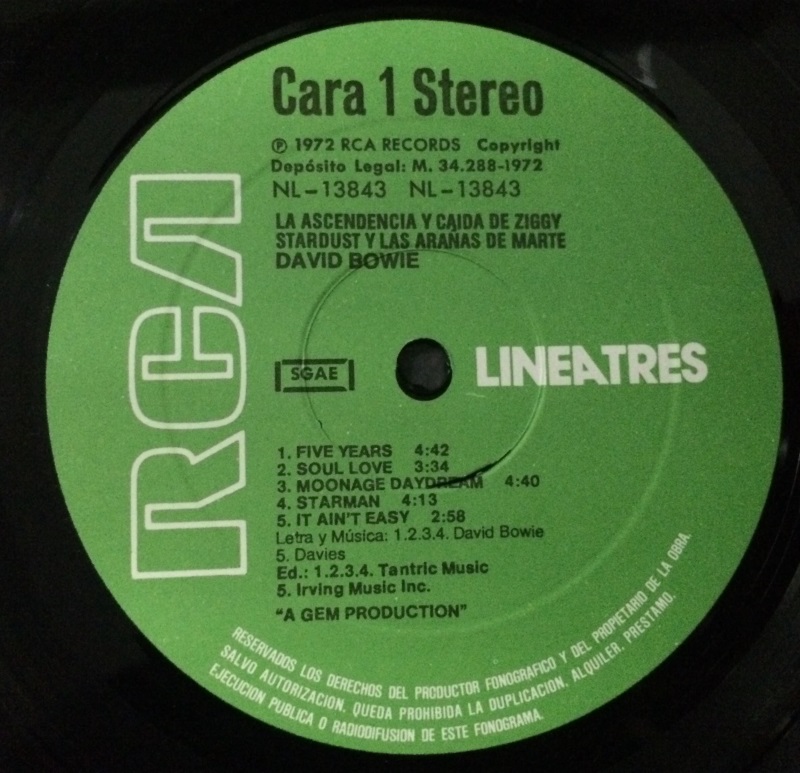 Cara 1 Stereo
℗ 1972 RCA RECORDS Copyright
Depósito Legal: M. 34.288-1972
NL-13843 NL-13843
LA ASCENDENCIA Y CAIDA DE ZIGGY
STARDUST Y LAS ARAÑAS DE MARTE
DAVID BOWIE
RCA
SGAE
LINEATRES
1. FIVE YEARS 4:42
2. SOUL LOVE 3:34
3. MOONAGE DAYDREAM 4:40
4. STARMAN 4:13
5. IT AIN'T EASY 2:58
Letra y Música: 1.2.3.4. David Bowie
5. Davies
Ed.: 1.2.3.4. Tantric Music
5. Irving Music Inc.
"A GEM PRODUCTION"
RESERVADOS LOS DERECHOS DEL PRODUCTOR FONOGRAFICO Y DEL PROPIETARIO DE LA OBRA.
SALVO AUTORIZACION, QUEDA PROHIBIDA LA DUPLICACION, ALQUILER, PRESTAMO,
EJECUCION PUBLICA O RADIODIFUSION DE ESTE FONOGRAMA.